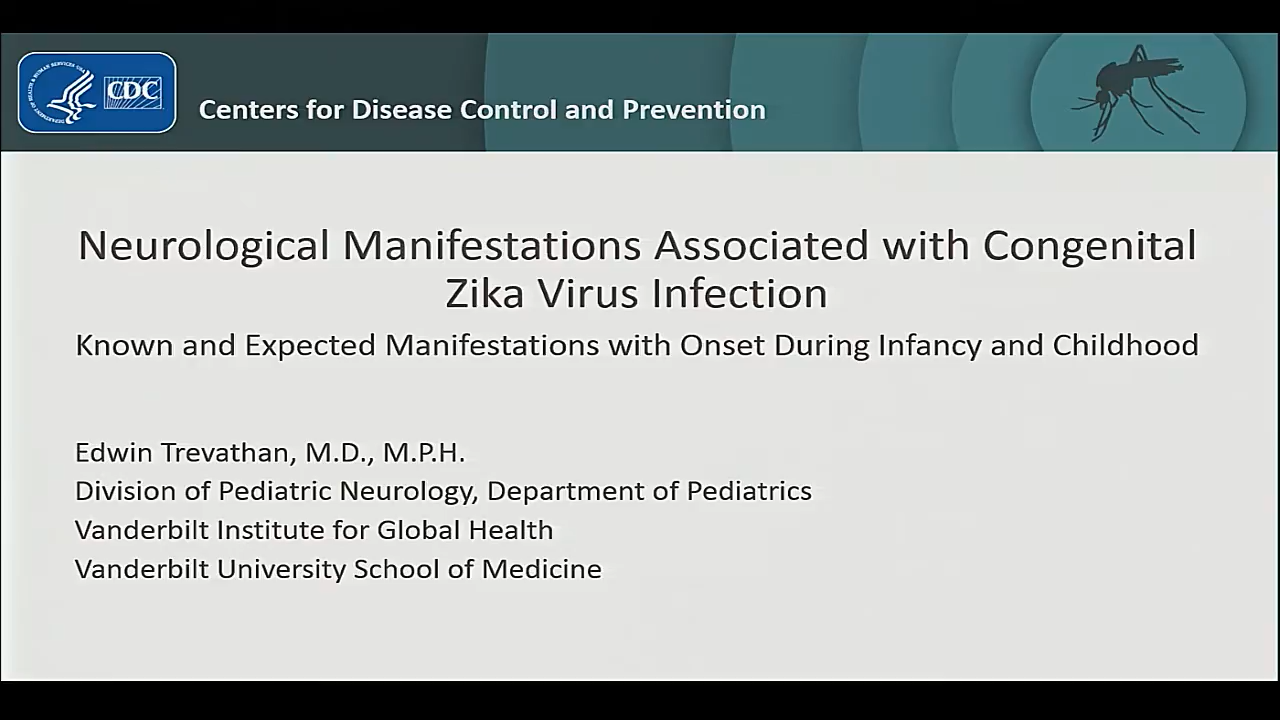 CDC
Centers for Disease Control and Prevention
Neurological Manifestations Associated with Congenital
Zika Virus Infection
Known and Expected Manifestations with Onset During Infancy and Childhood
Edwin Trevathan, M.D., M.P.H.
Division of Pediatric Neurology, Department of Pediatrics
Vanderbilt Institute for Global Health
Vanderbilt University School of Medicine